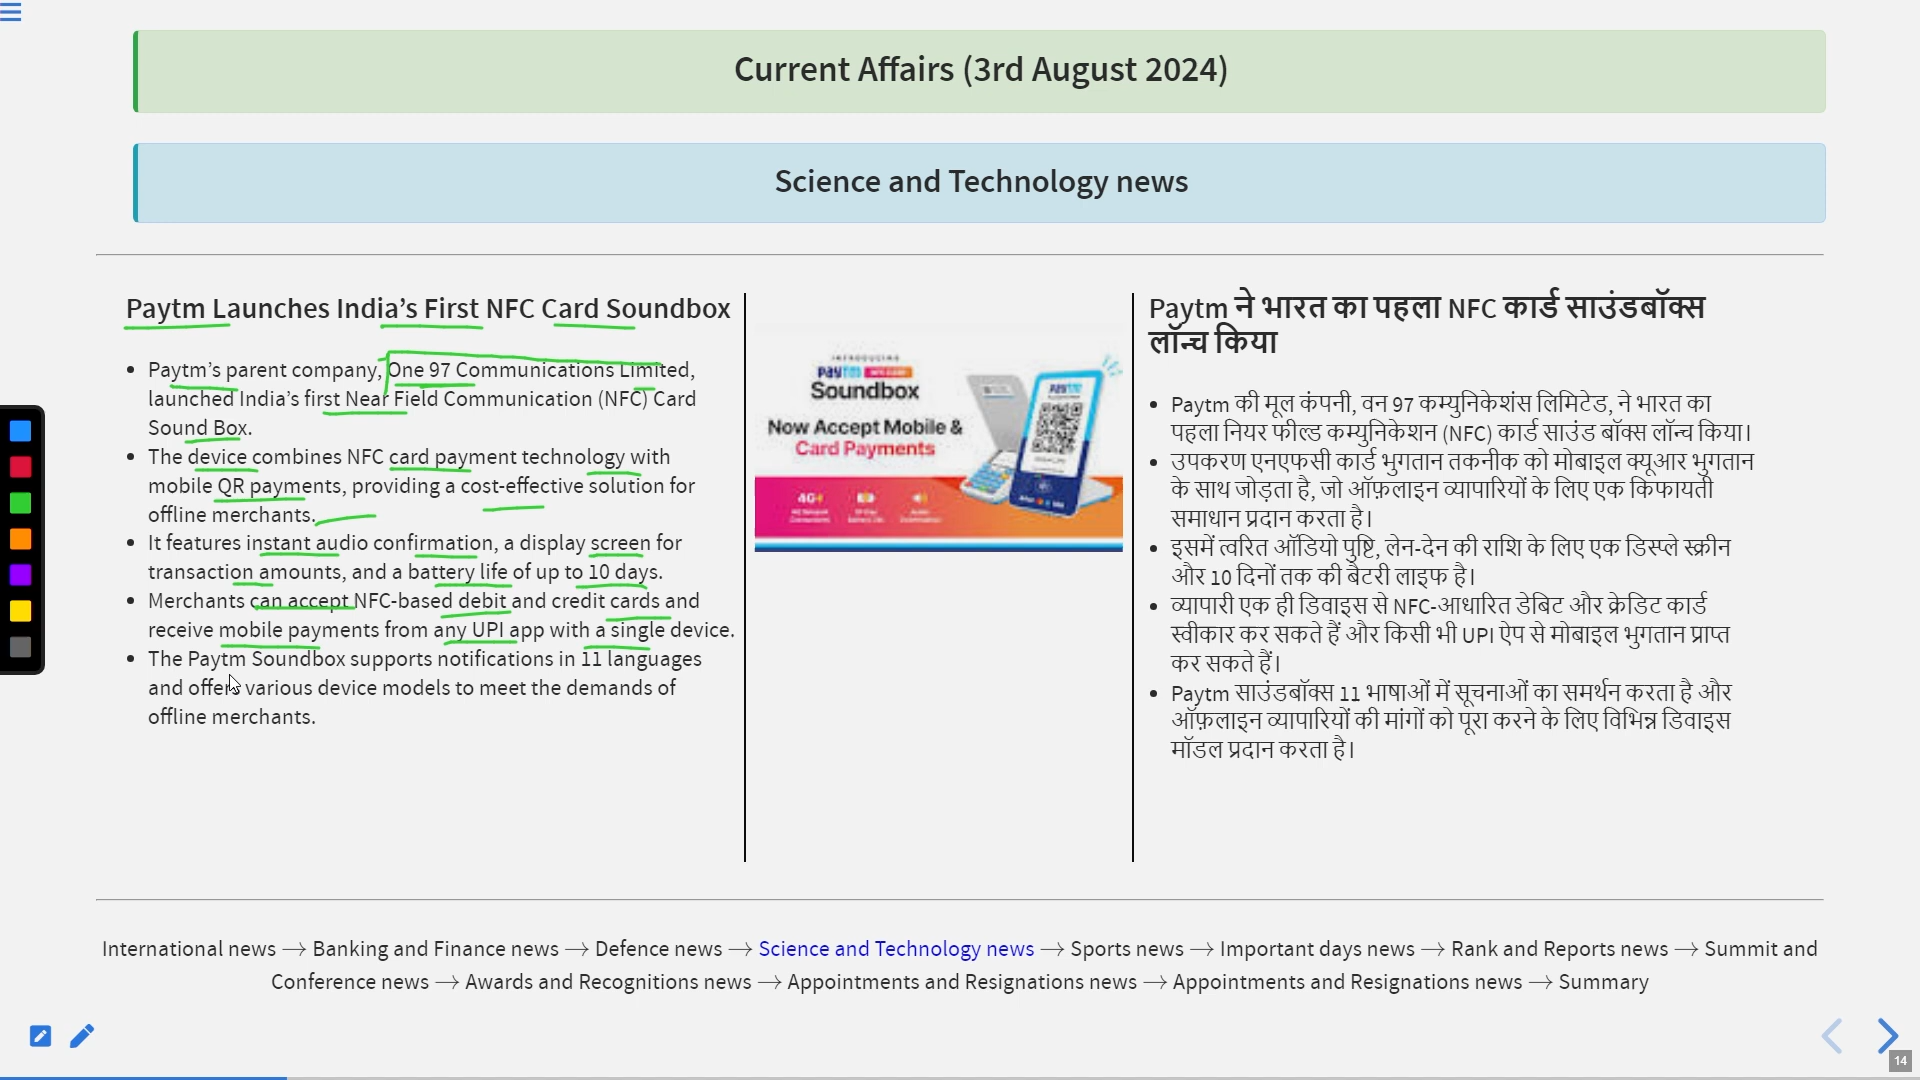 Current Affairs (3rd August 2024)
Science and Technology news
Paytm Launches India’s First NFC Card Soundbox
• Paytm’s parent company, One 97 Communications Limited,
launched India’s first Near Field Communication (NFC) Card
Sound Box.
• The device combines NFC card payment technology with
mobile QR payments, providing a cost-effective solution for
offline merchants.
• It features instant audio confirmation, a display screen for
transaction amounts, and a battery life of up to 10 days.
• Merchants can accept NFC-based debit and credit cards and
receive mobile payments from any UPI app with a single device.
• The Paytm Soundbox supports notifications in 11 languages
and offers various device models to meet the demands of
offline merchants.
INTRODUCING
paytm
Soundbox
Now Accept Mobile &
Card Payments
4G+
Paytm ने भारत का पहला NFC कार्ड साउंडबॉक्स
लॉन्च किया
• Paytm की मूल कंपनी, वन 97 कम्युनिकेशंस लिमिटेड, ने भारत का
पहला नियर फील्ड कम्युनिकेशन (NFC) कार्ड साउंड बॉक्स लॉन्च किया।
• उपकरण एनएफसी कार्ड भुगतान तकनीक को मोबाइल क्यूआर भुगतान
के साथ जोड़ता है, जो ऑफ़लाइन व्यापारियों के लिए एक किफायती
समाधान प्रदान करता है।
• इसमें त्वरित ऑडियो पुष्टि, लेन-देन की राशि के लिए एक डिस्प्ले स्क्रीन
और 10 दिनों तक की बैटरी लाइफ है।
• व्यापारी एक ही डिवाइस से NFC-आधारित डेबिट और क्रेडिट कार्ड
स्वीकार कर सकते हैं और किसी भी UPI ऐप से मोबाइल भुगतान प्राप्त
कर सकते हैं।
• Paytm साउंडबॉक्स 11 भाषाओं में सूचनाओं का समर्थन करता है और
ऑफ़लाइन व्यापारियों की मांगों को पूरा करने के लिए विभिन्न डिवाइस
मॉडल प्रदान करता है।
International news → Banking and Finance news → Defence news → Science and Technology news → Sports news → Important days news → Rank and Reports news → Summit and
Conference news → Awards and Recognitions news → Appointments and Resignations news → Appointments and Resignations news → Summary
14